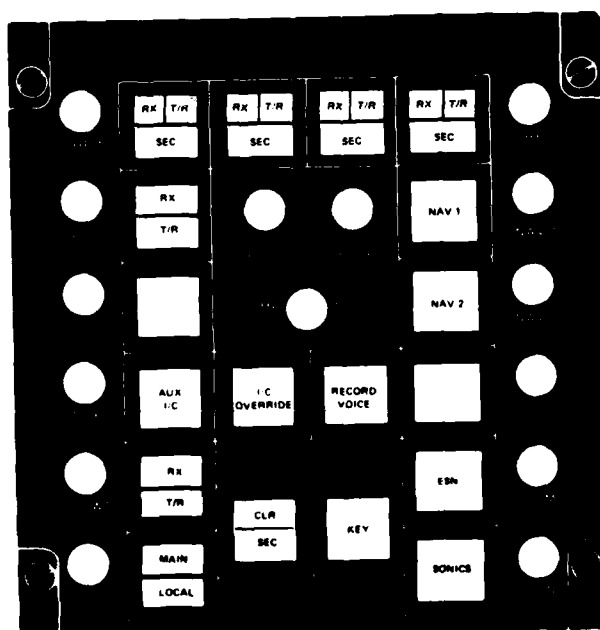 RX T/R RX T/R RX T/R RX T/R
SEC SEC SEC SEC
RX
T/R
NAV 1
NAV 2
AUX
I/C
I/C
OVERRIDE
RECORD
VOICE
RX
T/R
ESN
CLR
SEC
KEY
MAIN
LOCAL
SONICS